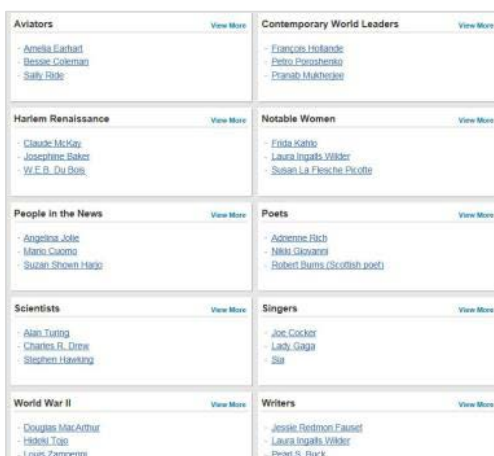 Aviators View More
Amelia Earhart
Bessie Coleman
Sally Ride
Contemporary World Leaders View More
François Hollande
Petro Poroshenko
Pranab Mukherjee
Harlem Renaissance View More
Claude McKay
Josephine Baker
W.E.B. Du Bois
Notable Women View More
Frida Kahlo
Laura Ingalls Wilder
Susan La Flesche Picotte
People in the News View More
Angelina Jolie
Mario Cuomo
Suzan Shown Harjo
Poets View More
Adrienne Rich
Nikki Giovanni
Robert Burns (Scottish poet)
Scientists View More
Alan Turing
Charles R. Drew
Stephen Hawking
Singers View More
Joe Cocker
Lady Gaga
Sia
World War II View More
Douglas MacArthur
Hideki Tojo
Louis Zamperini
Writers View More
Jessie Redmon Fauset
Laura Ingalls Wilder
Pearl S. Buck